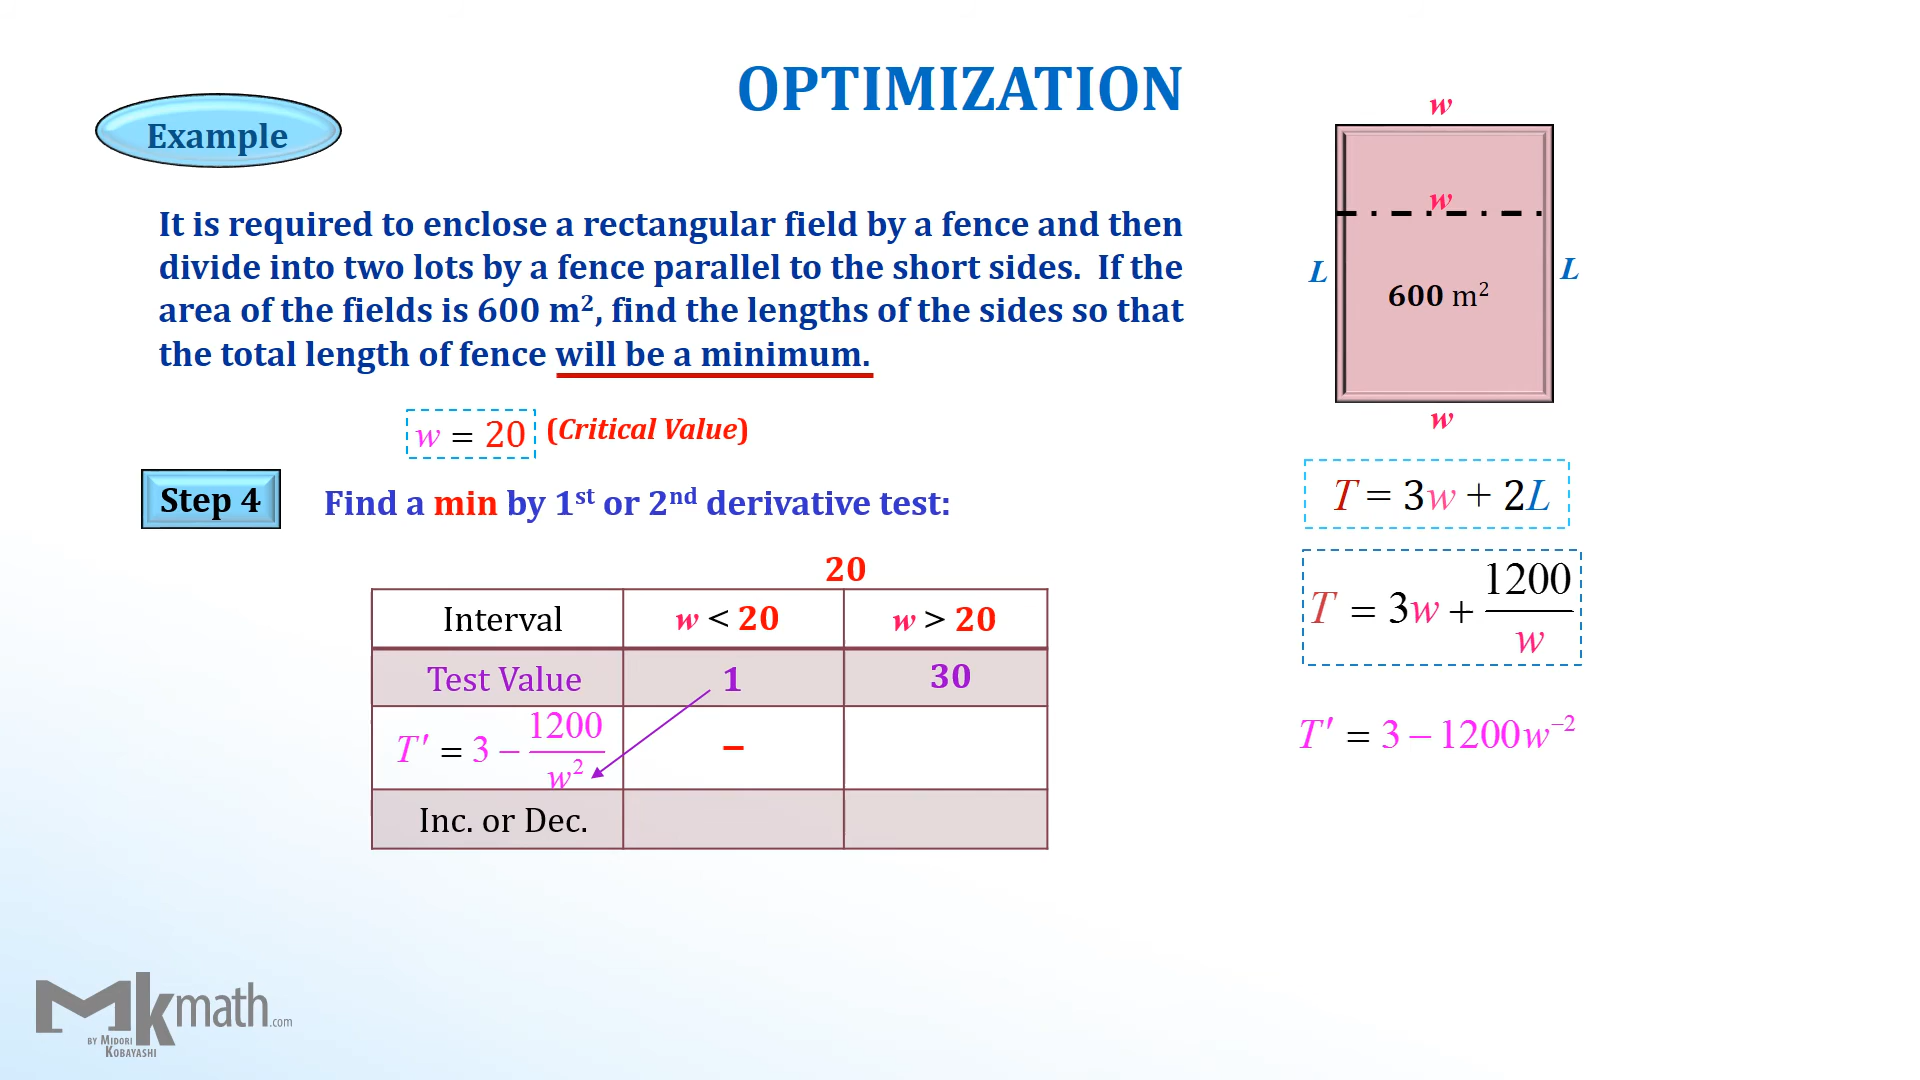 OPTIMIZATION
Example
It is required to enclose a rectangular field by a fence and then
divide into two lots by a fence parallel to the short sides. If the
area of the fields is 600 m², find the lengths of the sides so that
the total length of fence will be a minimum.
w = 20 (Critical Value)
Step 4 Find a min by 1st or 2nd derivative test:
20
Interval w < 20 w > 20
Test Value 1 30
T′ = 3 − 1200/w² −
Inc. or Dec.
w
w
L L
600 m²
w
T = 3w + 2L
T = 3w + 1200/w
T′ = 3 − 1200w⁻²
Mkmath.com
BY MIDORI
KOBAYASHI